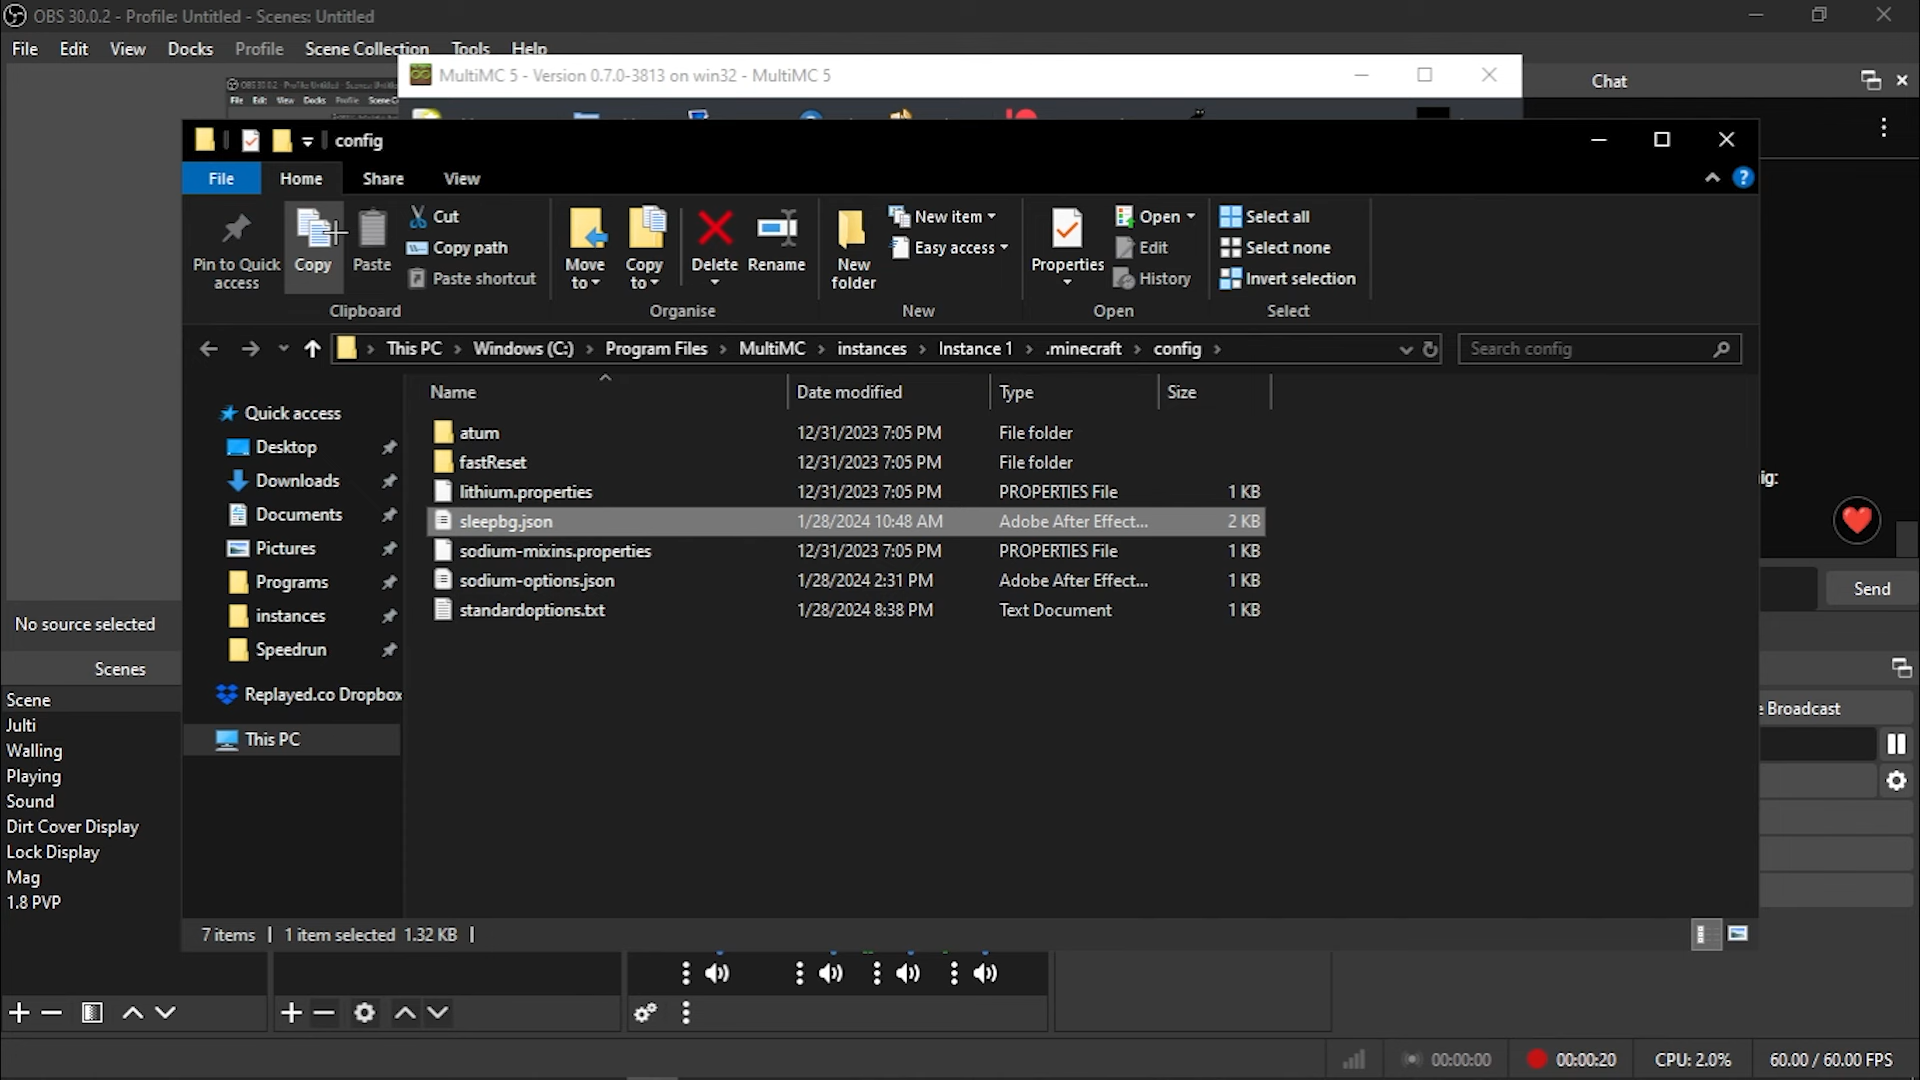 OBS 30.0.2 - Profile: Untitled - Scenes: Untitled
File Edit View Docks Profile Scene Collection Tools Help
MultiMC 5 - Version 0.7.0-3813 on win32 - MultiMC 5
Chat
config
File Home Share View
Pin to Quick access
Copy
Paste
Cut
Copy path
Paste shortcut
Clipboard
Move to
Copy to
Delete
Rename
Organise
New folder
New item
Easy access
New
Properties
Open
Edit
History
Open
Select all
Select none
Invert selection
Select
This PC Windows (C:) Program Files MultiMC instances Instance 1 .minecraft config
Search config
Name Date modified Type Size
atum 12/31/2023 7:05 PM File folder
fastReset 12/31/2023 7:05 PM File folder
lithium.properties 12/31/2023 7:05 PM PROPERTIES File 1 KB
sleepbg.json 1/28/2024 10:48 AM Adobe After Effect... 2 KB
sodium-mixins.properties 12/31/2023 7:05 PM PROPERTIES File 1 KB
sodium-options.json 1/28/2024 2:31 PM Adobe After Effect... 1 KB
standardoptions.txt 1/28/2024 8:38 PM Text Document 1 KB
Quick access
Desktop
Downloads
Documents
Pictures
Programs
instances
Speedrun
Replayed.co Dropbox
This PC
7 items 1 item selected 1.32 KB
ig:
Send
No source selected
Scenes
Scene
Julti
Walling
Playing
Sound
Dirt Cover Display
Lock Display
Mag
1.8 PVP
Broadcast
00:00:00 00:00:20 CPU: 2.0% 60.00 / 60.00 FPS